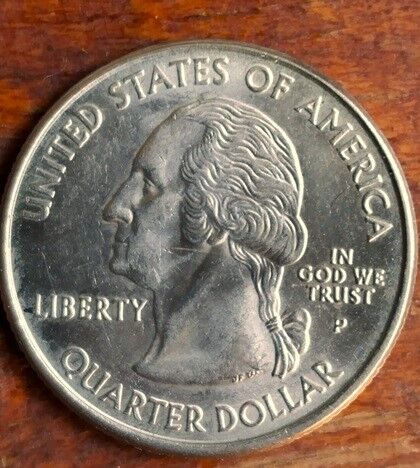 UNITED STATES OF AMERICA
LIBERTY
IN
GOD WE
TRUST
P
QUARTER DOLLAR